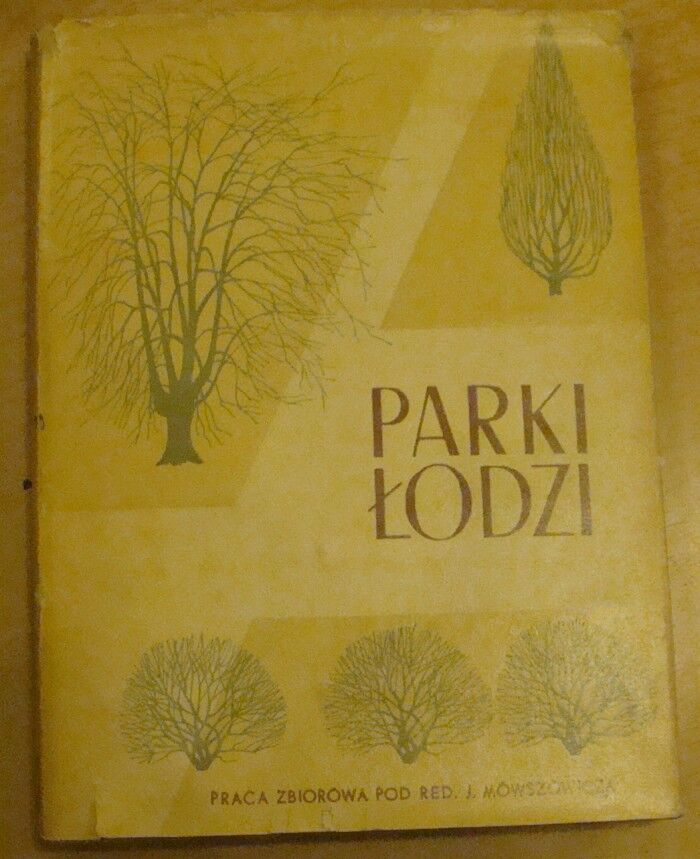 PARKI
ŁODZI
PRACA ZBIOROWA POD RED. J. MOWSZOWICZA